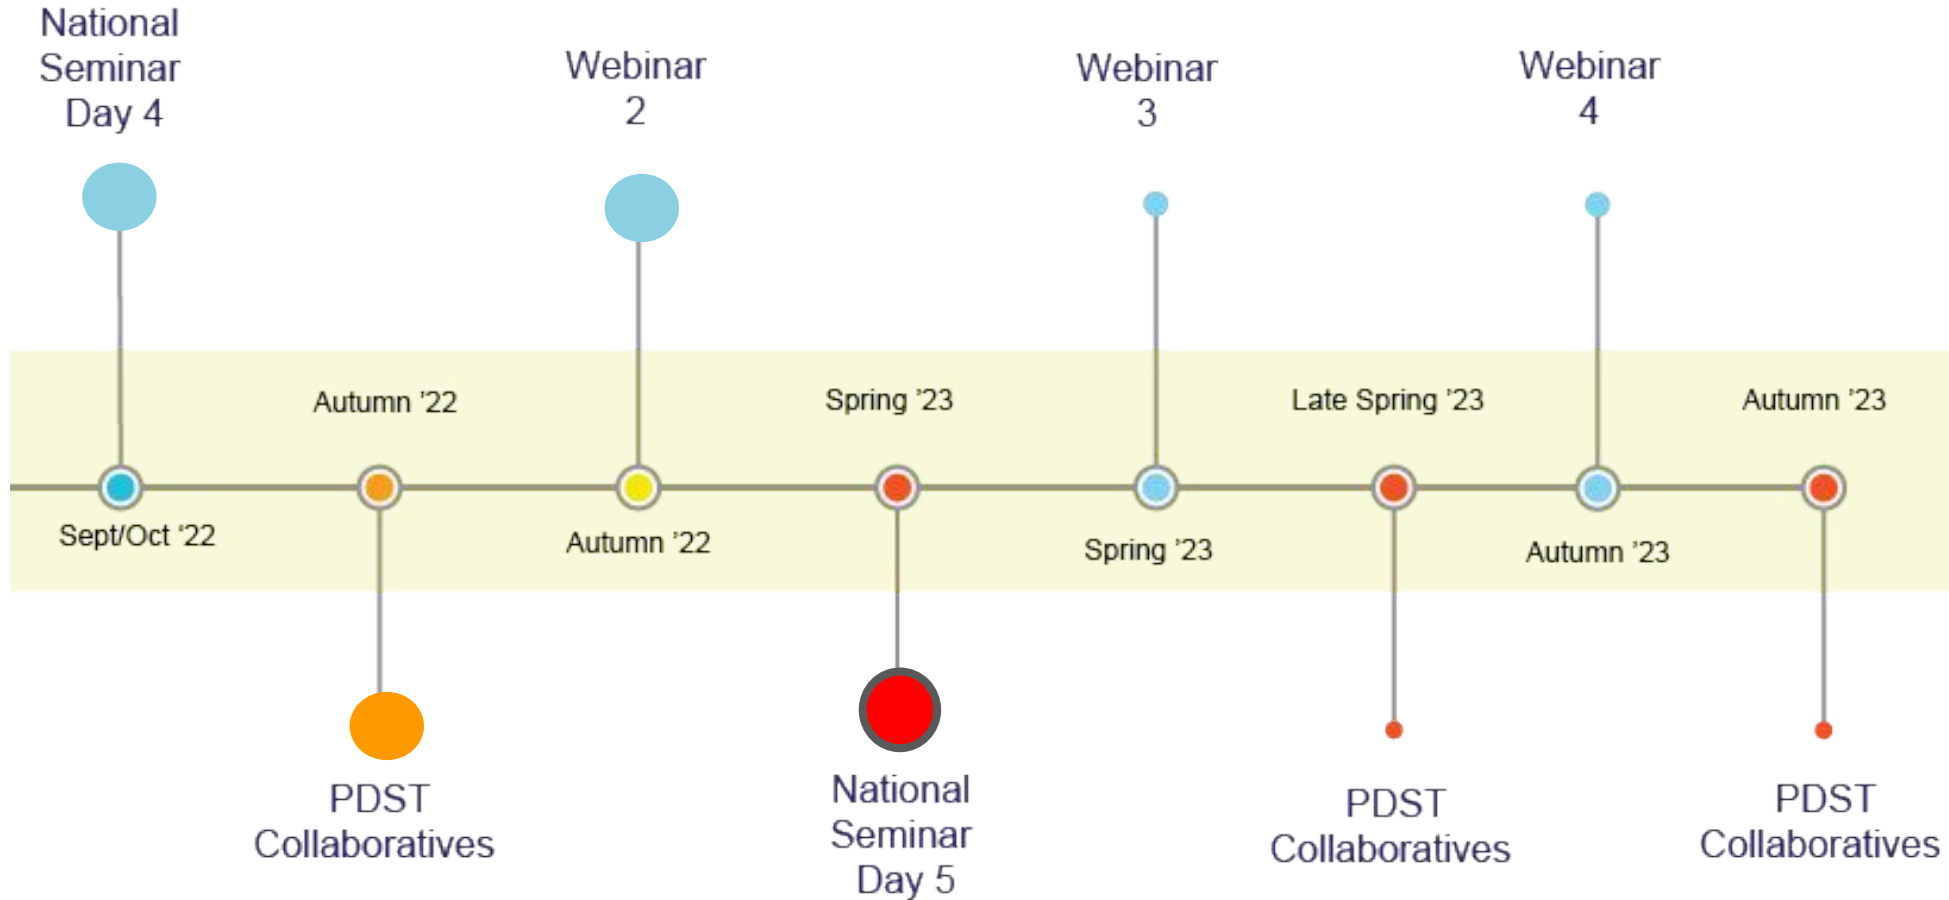 National
Seminar
Day 4
Webinar
2
Webinar
3
Webinar
4
Autumn ’22
Spring ’23
Late Spring ’23
Autumn ’23
Sept/Oct ‘22
Autumn ’22
Spring ’23
Autumn ’23
PDST
Collaboratives
National
Seminar
Day 5
PDST
Collaboratives
PDST
Collaboratives